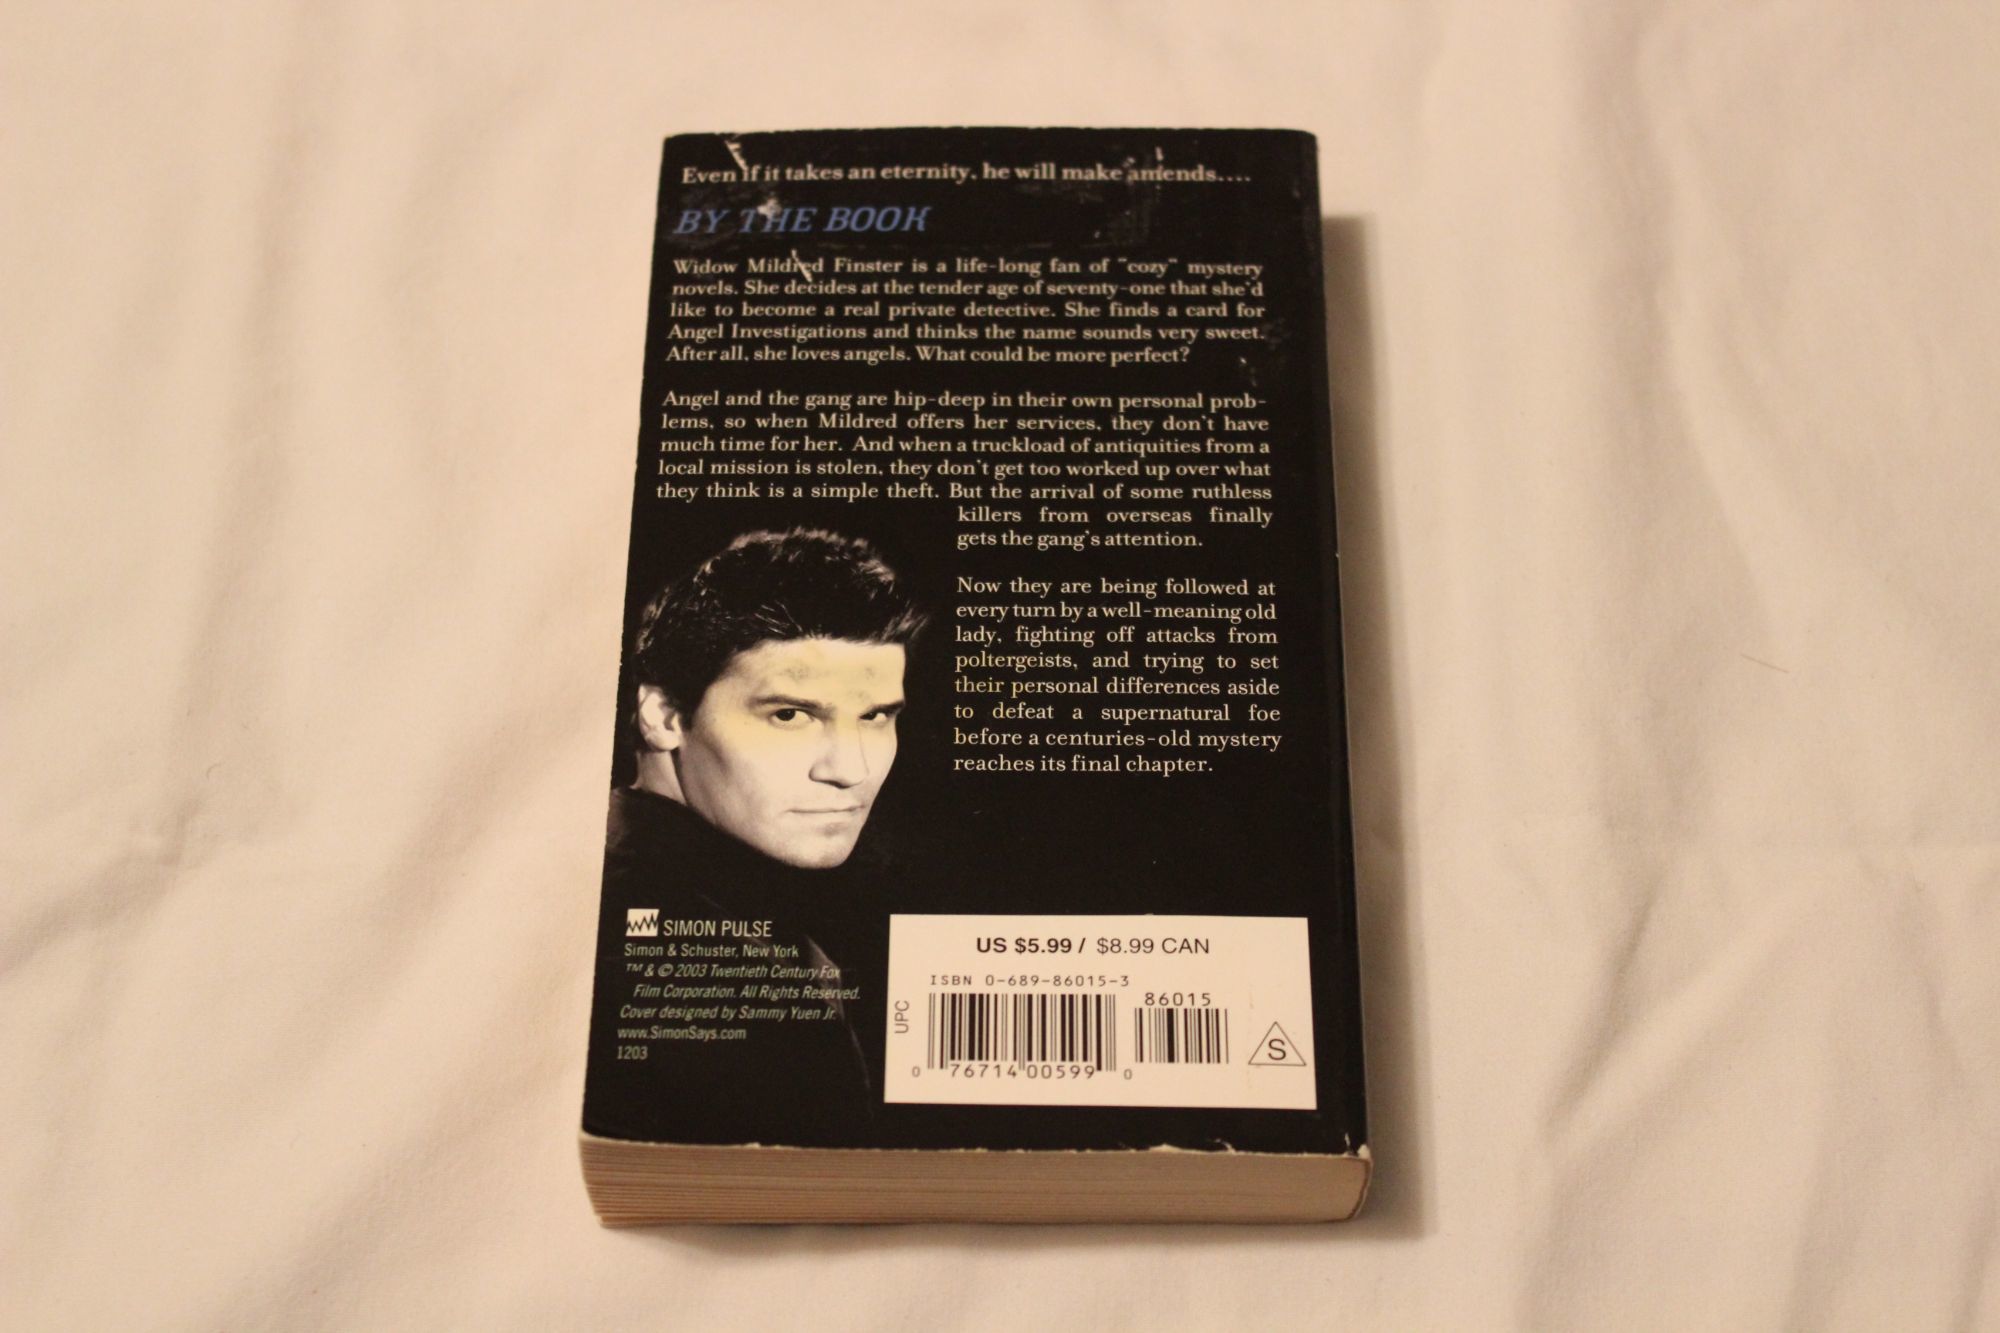 Even if it takes an eternity, he will make amends....
BY THE BOOK
Widow Mildred Finster is a life-long fan of "cozy" mystery
novels. She decides at the tender age of seventy-one that she'd
like to become a real private detective. She finds a card for
Angel Investigations and thinks the name sounds very sweet.
After all, she loves angels. What could be more perfect?
Angel and the gang are hip-deep in their own personal prob-
lems, so when Mildred offers her services, they don't have
much time for her. And when a truckload of antiquities from a
local mission is stolen, they don't get too worked up over what
they think is a simple theft. But the arrival of some ruthless
killers from overseas finally
gets the gang's attention.
Now they are being followed at
every turn by a well-meaning old
lady, fighting off attacks from
poltergeists, and trying to set
their personal differences aside
to defeat a supernatural foe
before a centuries-old mystery
reaches its final chapter.
SIMON PULSE
Simon & Schuster, New York
™ & © 2003 Twentieth Century Fox
Film Corporation. All Rights Reserved.
Cover designed by Sammy Yuen Jr.
www.SimonSays.com
1203
US $5.99 / $8.99 CAN
ISBN 0-689-86015-3
86015
UPC
0 76714 00599 0
S